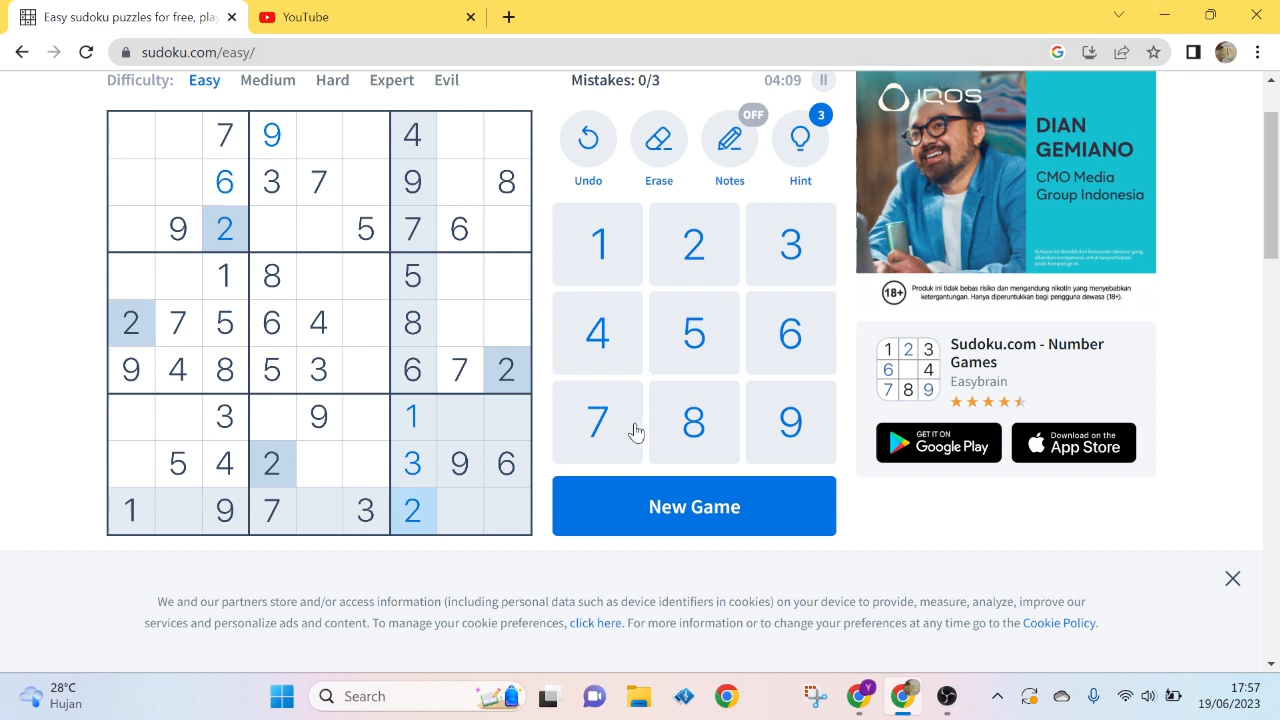 Easy sudoku puzzles for free, pla
YouTube
sudoku.com/easy/
Difficulty: Easy Medium Hard Expert Evil
Mistakes: 0/3
04:09
7 9 4
6 3 7 9 8
9 2 5 7 6
1 8 5
2 7 5 6 4 8
9 4 8 5 3 6 7 2
3 9 1
5 4 2 3 9 6
1 9 7 3 2
OFF
3
Undo Erase Notes Hint
1 2 3
4 5 6
7 8 9
New Game
IQOS
DIAN
GEMIANO
CMO Media
Group Indonesia
18+
Produk ini tidak bebas risiko dan mengandung nikotin yang menyebabkan
ketergantungan. Hanya diperuntukkan bagi pengguna dewasa (18+).
1 2 3
6 4
7 8 9
Sudoku.com - Number
Games
Easybrain
GET IT ON
Google Play
Download on the
App Store
We and our partners store and/or access information (including personal data such as device identifiers in cookies) on your device to provide, measure, analyze, improve our
services and personalize ads and content. To manage your cookie preferences, click here. For more information or to change your preferences at any time go to the Cookie Policy.
28°C
Hujan
Search
17:57
19/06/2023